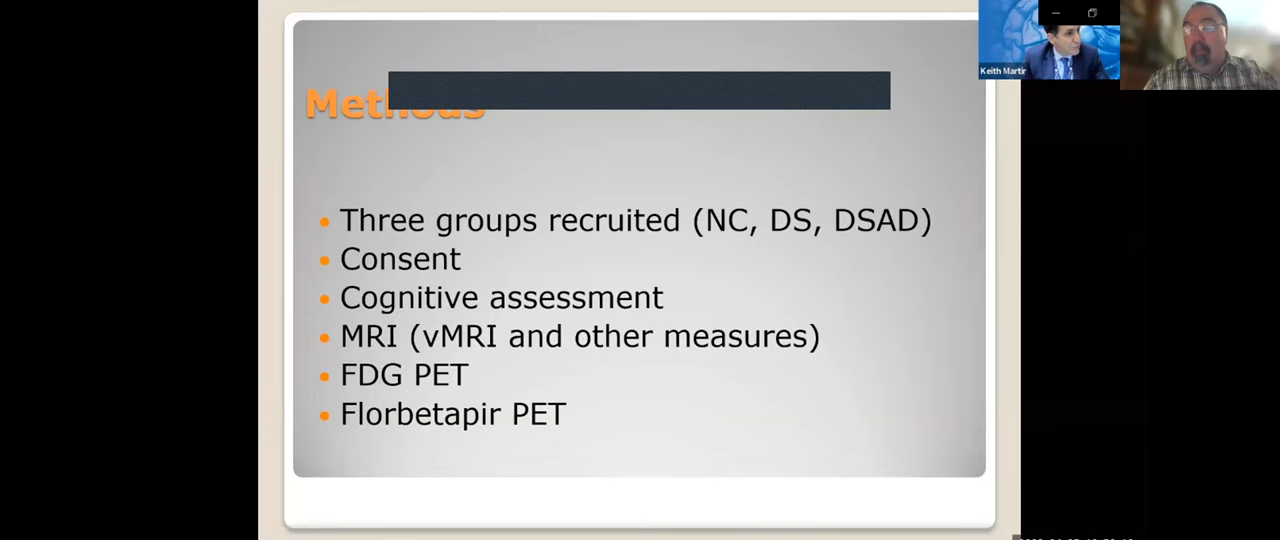 Keith Martin
Methods
• Three groups recruited (NC, DS, DSAD)
• Consent
• Cognitive assessment
• MRI (vMRI and other measures)
• FDG PET
• Florbetapir PET